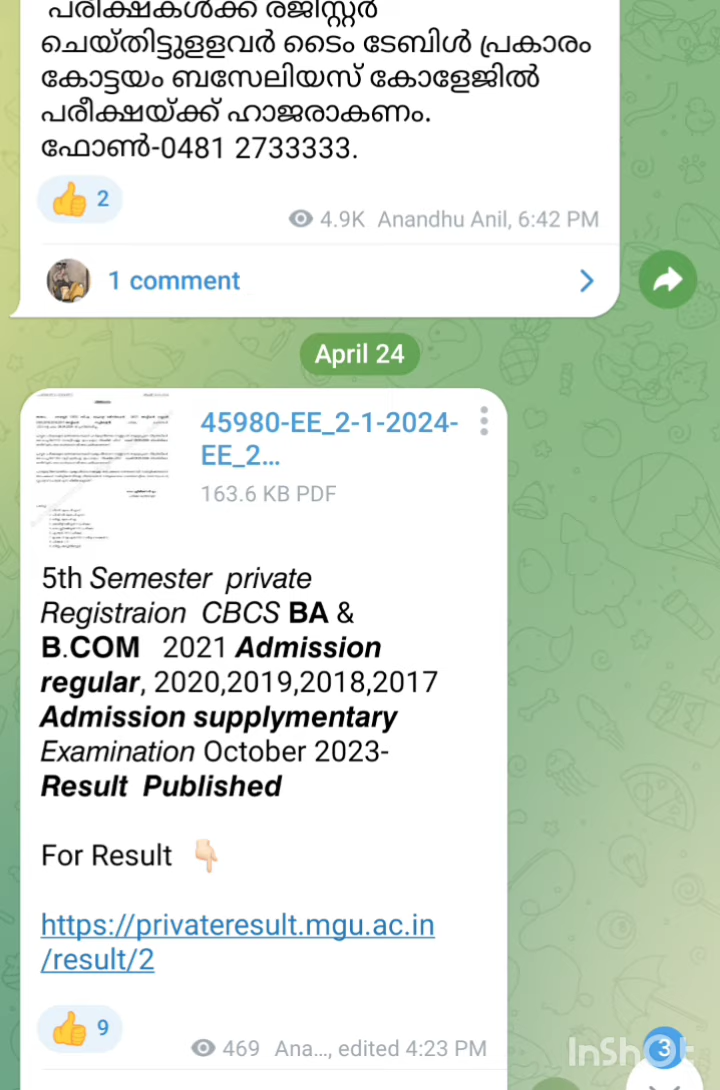 പരീക്ഷകൾക്ക് രജിസ്റ്റർ
ചെയ്തിട്ടുളളവർ ടൈം ടേബിൾ പ്രകാരം
കോട്ടയം ബസേലിയസ് കോളേജിൽ
പരീക്ഷയ്ക്ക് ഹാജരാകണം.
ഫോൺ-0481 2733333.
👍 2
4.9K Anandhu Anil, 6:42 PM
1 comment
April 24
45980-EE_2-1-2024-
EE_2...
163.6 KB PDF
5th Semester private
Registraion CBCS BA &
B.COM 2021 Admission
regular, 2020,2019,2018,2017
Admission supplymentary
Examination October 2023-
Result Published
For Result 👇🏻
https://privateresult.mgu.ac.in
/result/2
👍 9
469 Ana..., edited 4:23 PM
InShot
3